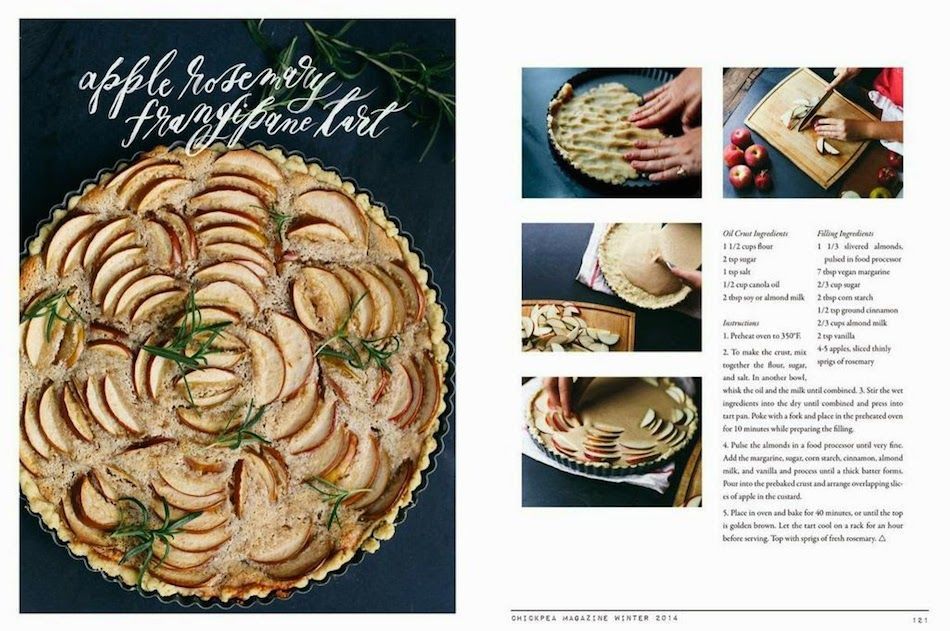 apple rosemary
frangipane tart
Oil Crust Ingredients
1 1/2 cups flour
2 tsp sugar
1 tsp salt
1/2 cup canola oil
2 tbsp soy or almond milk
Filling Ingredients
1 1/3 slivered almonds,
pulsed in food processor
7 tbsp vegan margarine
2/3 cup sugar
2 tbsp corn starch
1/2 tsp ground cinnamon
2/3 cups almond milk
2 tsp vanilla
4-5 apples, sliced thinly
sprigs of rosemary
Instructions
1. Preheat oven to 350°F.
2. To make the crust, mix
together the flour, sugar,
and salt. In another bowl,
whisk the oil and the milk until combined. 3. Stir the wet
ingredients into the dry until combined and press into
tart pan. Poke with a fork and place in the preheated oven
for 10 minutes while preparing the filling.
4. Pulse the almonds in a food processor until very fine.
Add the margarine, sugar, corn starch, cinnamon, almond
milk, and vanilla and process until a thick batter forms.
Pour into the prebaked crust and arrange overlapping slic-
es of apple in the custard.
5. Place in oven and bake for 40 minutes, or until the top
is golden brown. Let the tart cool on a rack for an hour
before serving. Top with sprigs of fresh rosemary. △
CHICKPEA MAGAZINE WINTER 2014
121